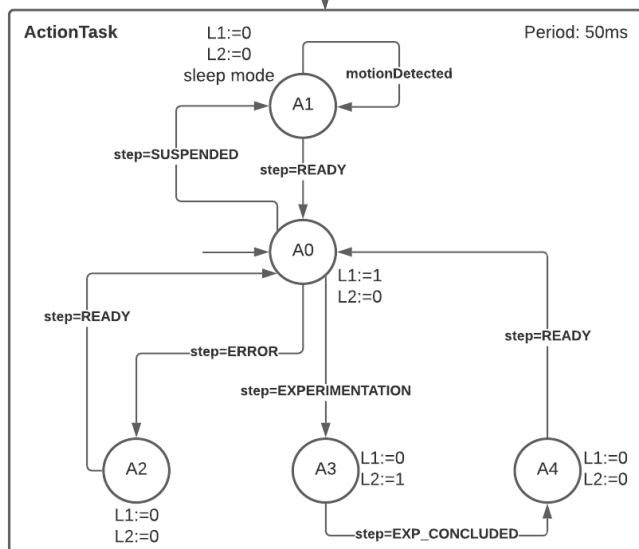 ActionTask
Period: 50ms
L1:=0
L2:=0
sleep mode
A1
motionDetected
step=SUSPENDED
step=READY
A0
L1:=1
L2:=0
step=READY
step=READY
step=ERROR
step=EXPERIMENTATION
A2
L1:=0
L2:=0
A3
L1:=0
L2:=1
A4
L1:=0
L2:=0
step=EXP_CONCLUDED